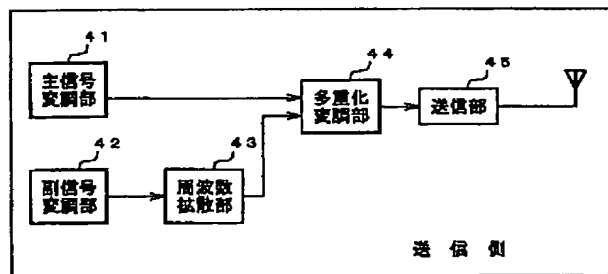 41
主信号
変調部
44
多重化
変調部
45
送信部
42
副信号
変調部
43
周波数
拡散部
送信側